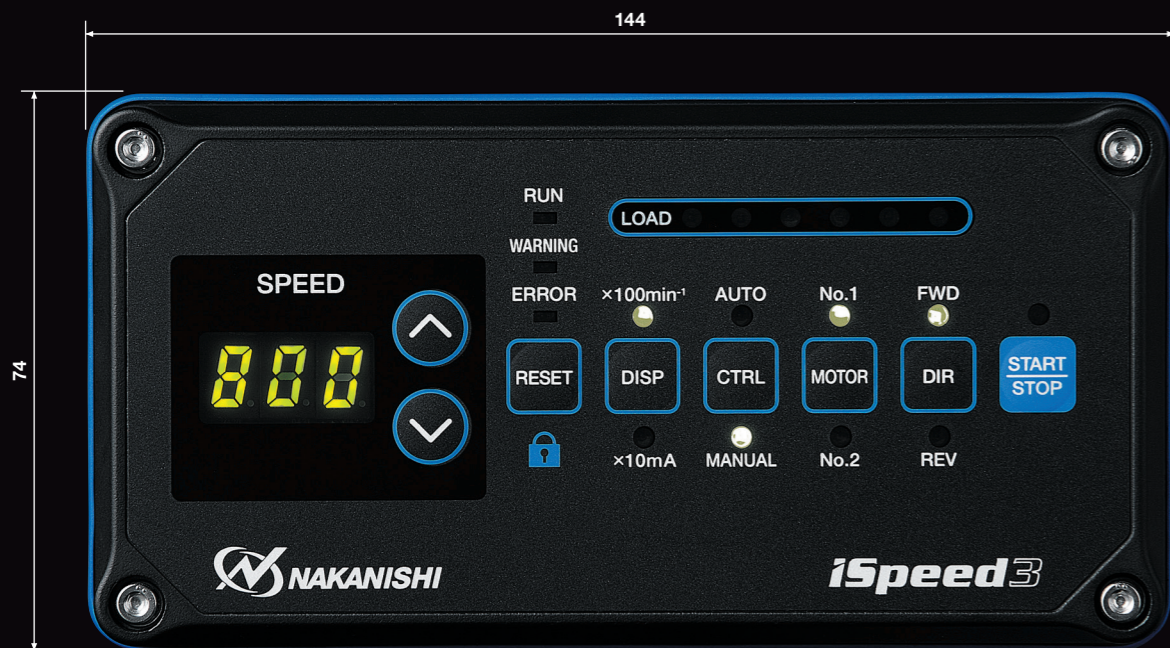 144
74
RUN
LOAD
WARNING
SPEED
ERROR
×100min⁻¹ AUTO No.1 FWD
800
RESET DISP CTRL MOTOR DIR START
STOP
×10mA MANUAL No.2 REV
NAKANISHI
iSpeed3